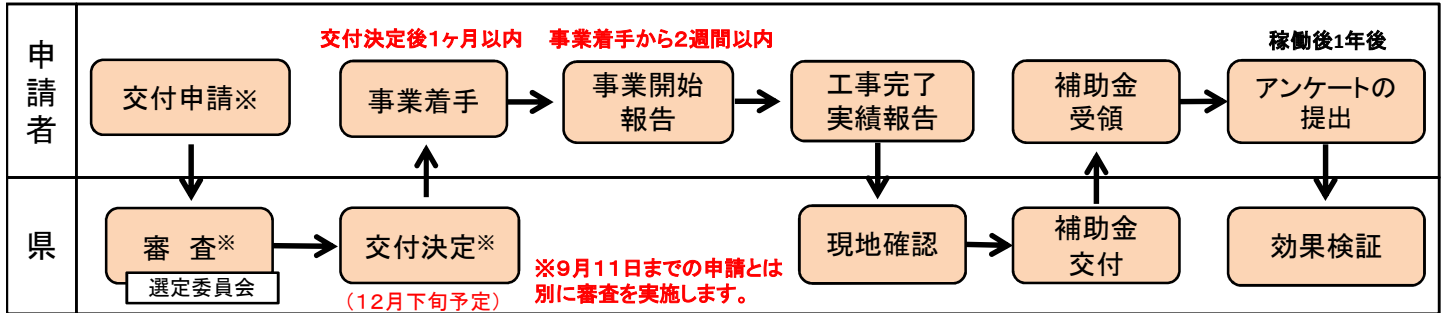 申請者
交付申請※
交付決定後1ヶ月以内
事業着手
事業着手から2週間以内
事業開始
報告
工事完了
実績報告
補助金
受領
稼働後1年後
アンケートの
提出
県
審 査※
選定委員会
交付決定※
（12月下旬予定）
※９月１１日までの申請とは
別に審査を実施します。
現地確認
補助金
交付
効果検証